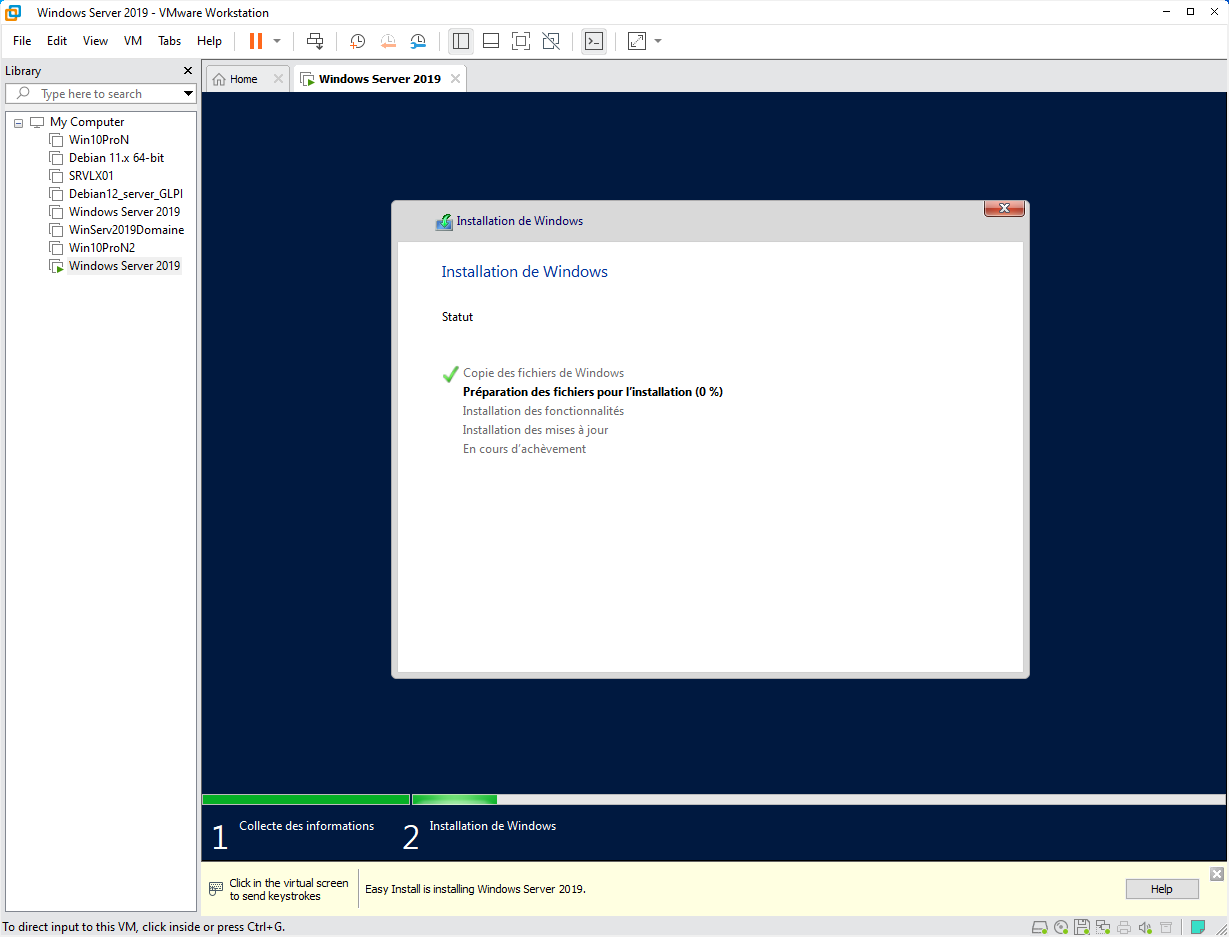 Windows Server 2019 - VMware Workstation
File Edit View VM Tabs Help
Library
Type here to search
My Computer
Win10ProN
Debian 11.x 64-bit
SRVLX01
Debian12_server_GLPI
Windows Server 2019
WinServ2019Domaine
Win10ProN2
Windows Server 2019
Home
Windows Server 2019
Installation de Windows
Installation de Windows
Statut
Copie des fichiers de Windows
Préparation des fichiers pour l'installation (0 %)
Installation des fonctionnalités
Installation des mises à jour
En cours d'achèvement
1 Collecte des informations
2 Installation de Windows
Click in the virtual screen
to send keystrokes
Easy Install is installing Windows Server 2019.
Help
To direct input to this VM, click inside or press Ctrl+G.